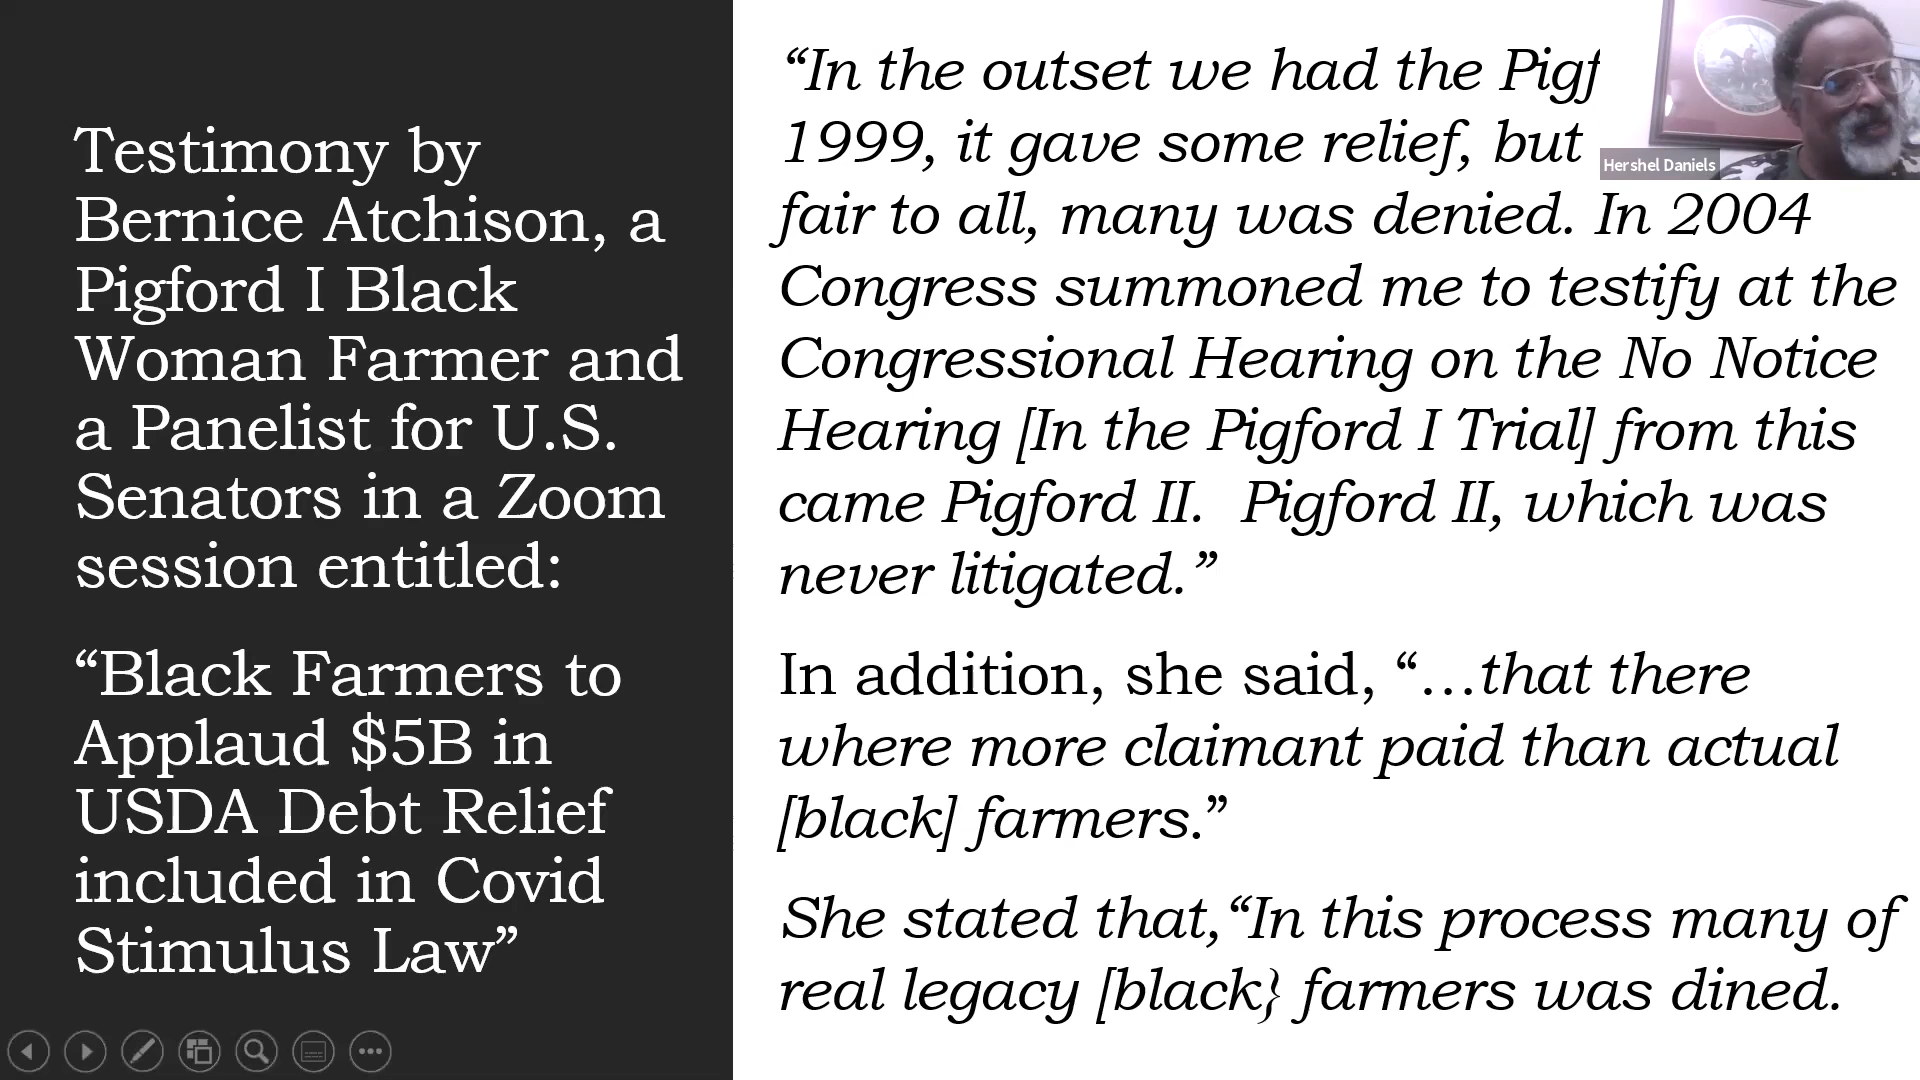 Testimony by
Bernice Atchison, a
Pigford I Black
Woman Farmer and
a Panelist for U.S.
Senators in a Zoom
session entitled:
“Black Farmers to
Applaud $5B in
USDA Debt Relief
included in Covid
Stimulus Law”
“In the outset we had the
1999, it gave some relief, but
fair to all, many was denied. In 2004
Congress summoned me to testify at the
Congressional Hearing on the No Notice
Hearing [In the Pigford I Trial] from this
came Pigford II. Pigford II, which was
never litigated.”
In addition, she said, “…that there
where more claimant paid than actual
[black] farmers.”
She stated that,“In this process many of
real legacy [black} farmers was dined.
Hershel Daniels